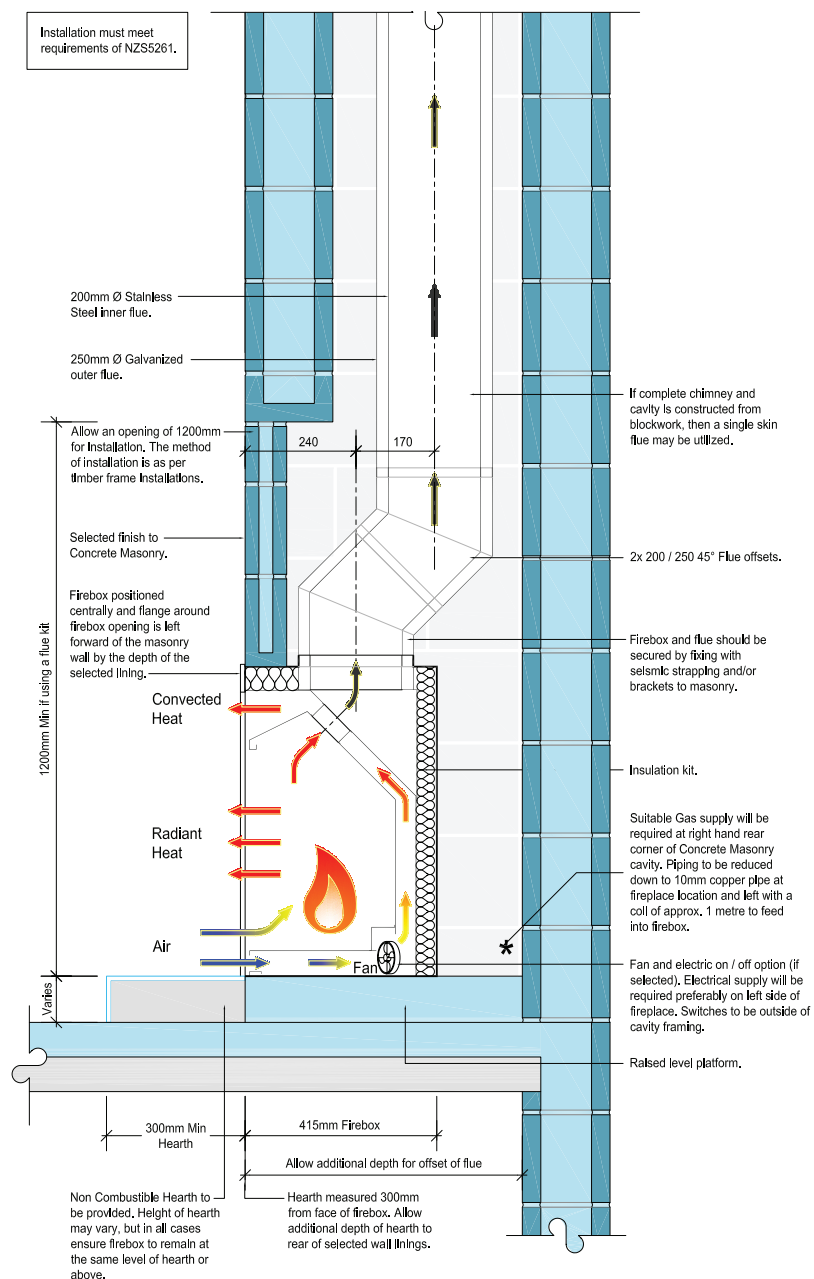 Installation must meet
requirements of NZS5261.
200mm Ø Stainless
Steel inner flue.
250mm Ø Galvanized
outer flue.
If complete chimney and
cavity is constructed from
blockwork, then a single skin
flue may be utilized.
Allow an opening of 1200mm
for installation. The method
of installation is as per
timber frame installations.
240
170
Selected finish to
Concrete Masonry.
2x 200 / 250 45° Flue offsets.
Firebox positioned
centrally and flange around
firebox opening is left
forward of the masonry
wall by the depth of the
selected lining.
Firebox and flue should be
secured by fixing with
seismic strapping and/or
brackets to masonry.
1200mm Min if using a flue kit
Convected
Heat
Insulation kit.
Radiant
Heat
Suitable Gas supply will be
required at right hand rear
corner of Concrete Masonry
cavity. Piping to be reduced
down to 10mm copper pipe at
fireplace location and left with a
coil of approx. 1 metre to feed
into firebox.
*
Air
Fan
Fan and electric on / off option (if
selected). Electrical supply will be
required preferably on left side of
fireplace. Switches to be outside of
cavity framing.
Varies
Raised level platform.
300mm Min
Hearth
415mm Firebox
Allow additional depth for offset of flue
Non Combustible Hearth to
be provided. Height of hearth
may vary, but in all cases
ensure firebox to remain at
the same level of hearth or
above.
Hearth measured 300mm
from face of firebox. Allow
additional depth of hearth to
rear of selected wall linings.